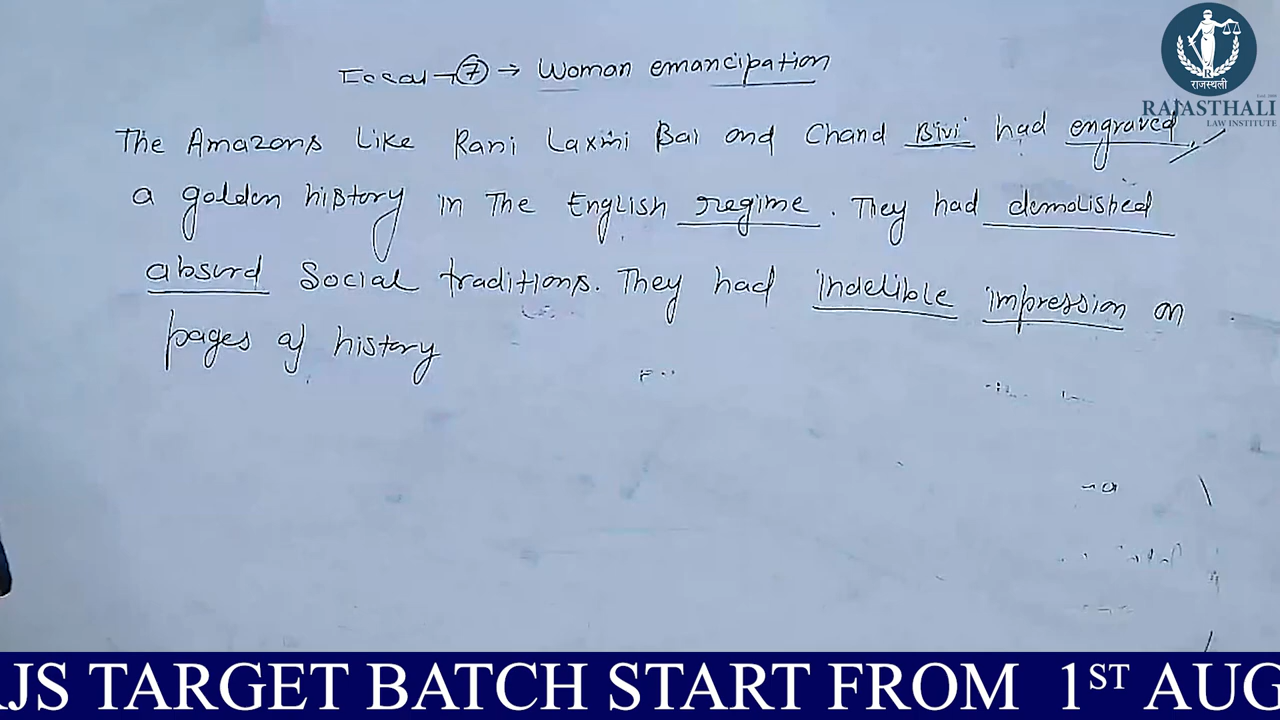 Essay → 7 → Woman emancipation
The Amazons like Rani Laxmi Bai and Chand Bivi had engraved
a golden history in the English regime. They had demolished
absurd social traditions. They had indelible impression on
pages of history
राजस्थली
RAJASTHALI
LAW INSTITUTE
RJS TARGET BATCH START FROM 1ST AUG